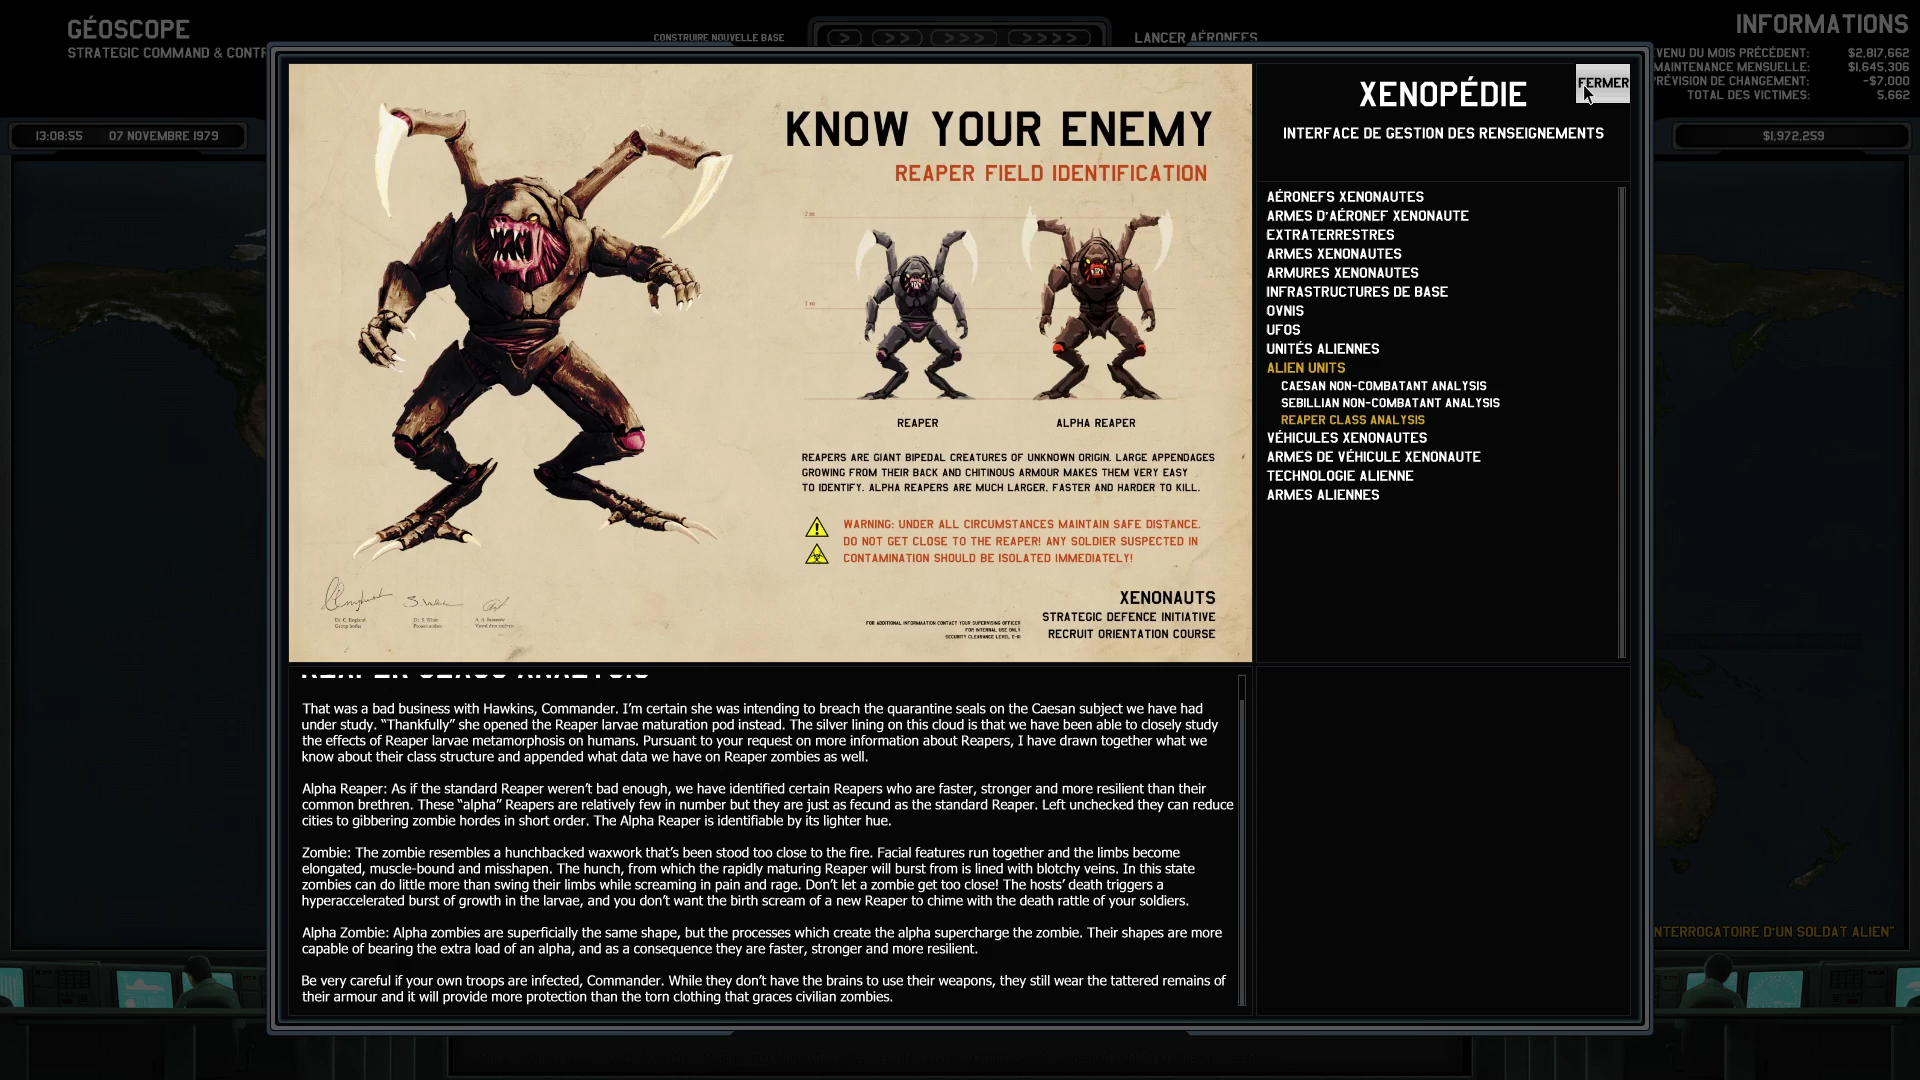 GÉOSCOPE
STRATEGIC COMMAND & CONTR
CONSTRUIRE NOUVELLE BASE
LANCER AÉRONEFS
INFORMATIONS
VENU DU MOIS PRÉCÉDENT: $2,817,662
MAINTENANCE MENSUELLE: $1,645,306
PRÉVISION DE CHANGEMENT: -$7,000
TOTAL DES VICTIMES: 5,662
13:08:55 07 NOVEMBRE 1979
$1,972,259
KNOW YOUR ENEMY
REAPER FIELD IDENTIFICATION
2 m
1 m
REAPER
ALPHA REAPER
REAPERS ARE GIANT BIPEDAL CREATURES OF UNKNOWN ORIGIN. LARGE APPENDAGES
GROWING FROM THEIR BACK AND CHITINOUS ARMOUR MAKES THEM VERY EASY
TO IDENTIFY. ALPHA REAPERS ARE MUCH LARGER, FASTER AND HARDER TO KILL.
WARNING: UNDER ALL CIRCUMSTANCES MAINTAIN SAFE DISTANCE.
DO NOT GET CLOSE TO THE REAPER! ANY SOLDIER SUSPECTED IN
CONTAMINATION SHOULD BE ISOLATED IMMEDIATELY!
Dr. C. England
Dr. S. White
FOR ADDITIONAL INFORMAATION CONTACT YOUR SUPERVISING OFFICER
FOR INTERNAL USE ONLY
SECURITY CLEARANCE LEVEL
XENONAUTS
STRATEGIC DEFENCE INITIATIVE
RECRUIT ORIENTATION COURSE
XENOPÉDIE
FERMER
INTERFACE DE GESTION DES RENSEIGNEMENTS
AÉRONEFS XENONAUTES
ARMES D'AÉRONEF XENONAUTE
EXTRATERRESTRES
ARMES XENONAUTES
ARMURES XENONAUTES
INFRASTRUCTURES DE BASE
OVNIS
UFOS
UNITÉS ALIENNES
ALIEN UNITS
CAESAN NON-COMBATANT ANALYSIS
SEBILLIAN NON-COMBATANT ANALYSIS
REAPER CLASS ANALYSIS
VÉHICULES XENONAUTES
ARMES DE VÉHICULE XENONAUTE
TECHNOLOGIE ALIENNE
ARMES ALIENNES
REAPER CLASS ANALYSIS
That was a bad business with Hawkins, Commander. I'm certain she was intending to breach the quarantine seals on the Caesan subject we have had
under study. “Thankfully” she opened the Reaper larvae maturation pod instead. The silver lining on this cloud is that we have been able to closely study
the effects of Reaper larvae metamorphosis on humans. Pursuant to your request on more information about Reapers, I have drawn together what we
know about their class structure and appended what data we have on Reaper zombies as well.
Alpha Reaper: As if the standard Reaper weren't bad enough, we have identified certain Reapers who are faster, stronger and more resilient than their
common brethren. These “alpha” Reapers are relatively few in number but they are just as fecund as the standard Reaper. Left unchecked they can reduce
cities to gibbering zombie hordes in short order. The Alpha Reaper is identifiable by its lighter hue.
Zombie: The zombie resembles a hunchbacked waxwork that's been stood too close to the fire. Facial features run together and the limbs become
elongated, muscle-bound and misshapen. The hunch, from which the rapidly maturing Reaper will burst from is lined with blotchy veins. In this state
zombies can do little more than swing their limbs while screaming in pain and rage. Don't let a zombie get too close! The hosts' death triggers a
hyperaccelerated burst of growth in the larvae, and you don't want the birth scream of a new Reaper to chime with the death rattle of your soldiers.
Alpha Zombie: Alpha zombies are superficially the same shape, but the processes which create the alpha supercharge the zombie. Their shapes are more
capable of bearing the extra load of an alpha, and as a consequence they are faster, stronger and more resilient.
Be very careful if your own troops are infected, Commander. While they don't have the brains to use their weapons, they still wear the tattered remains of
their armour and it will provide more protection than the torn clothing that graces civilian zombies.
NTERROGATOIRE D'UN SOLDAT ALIEN"